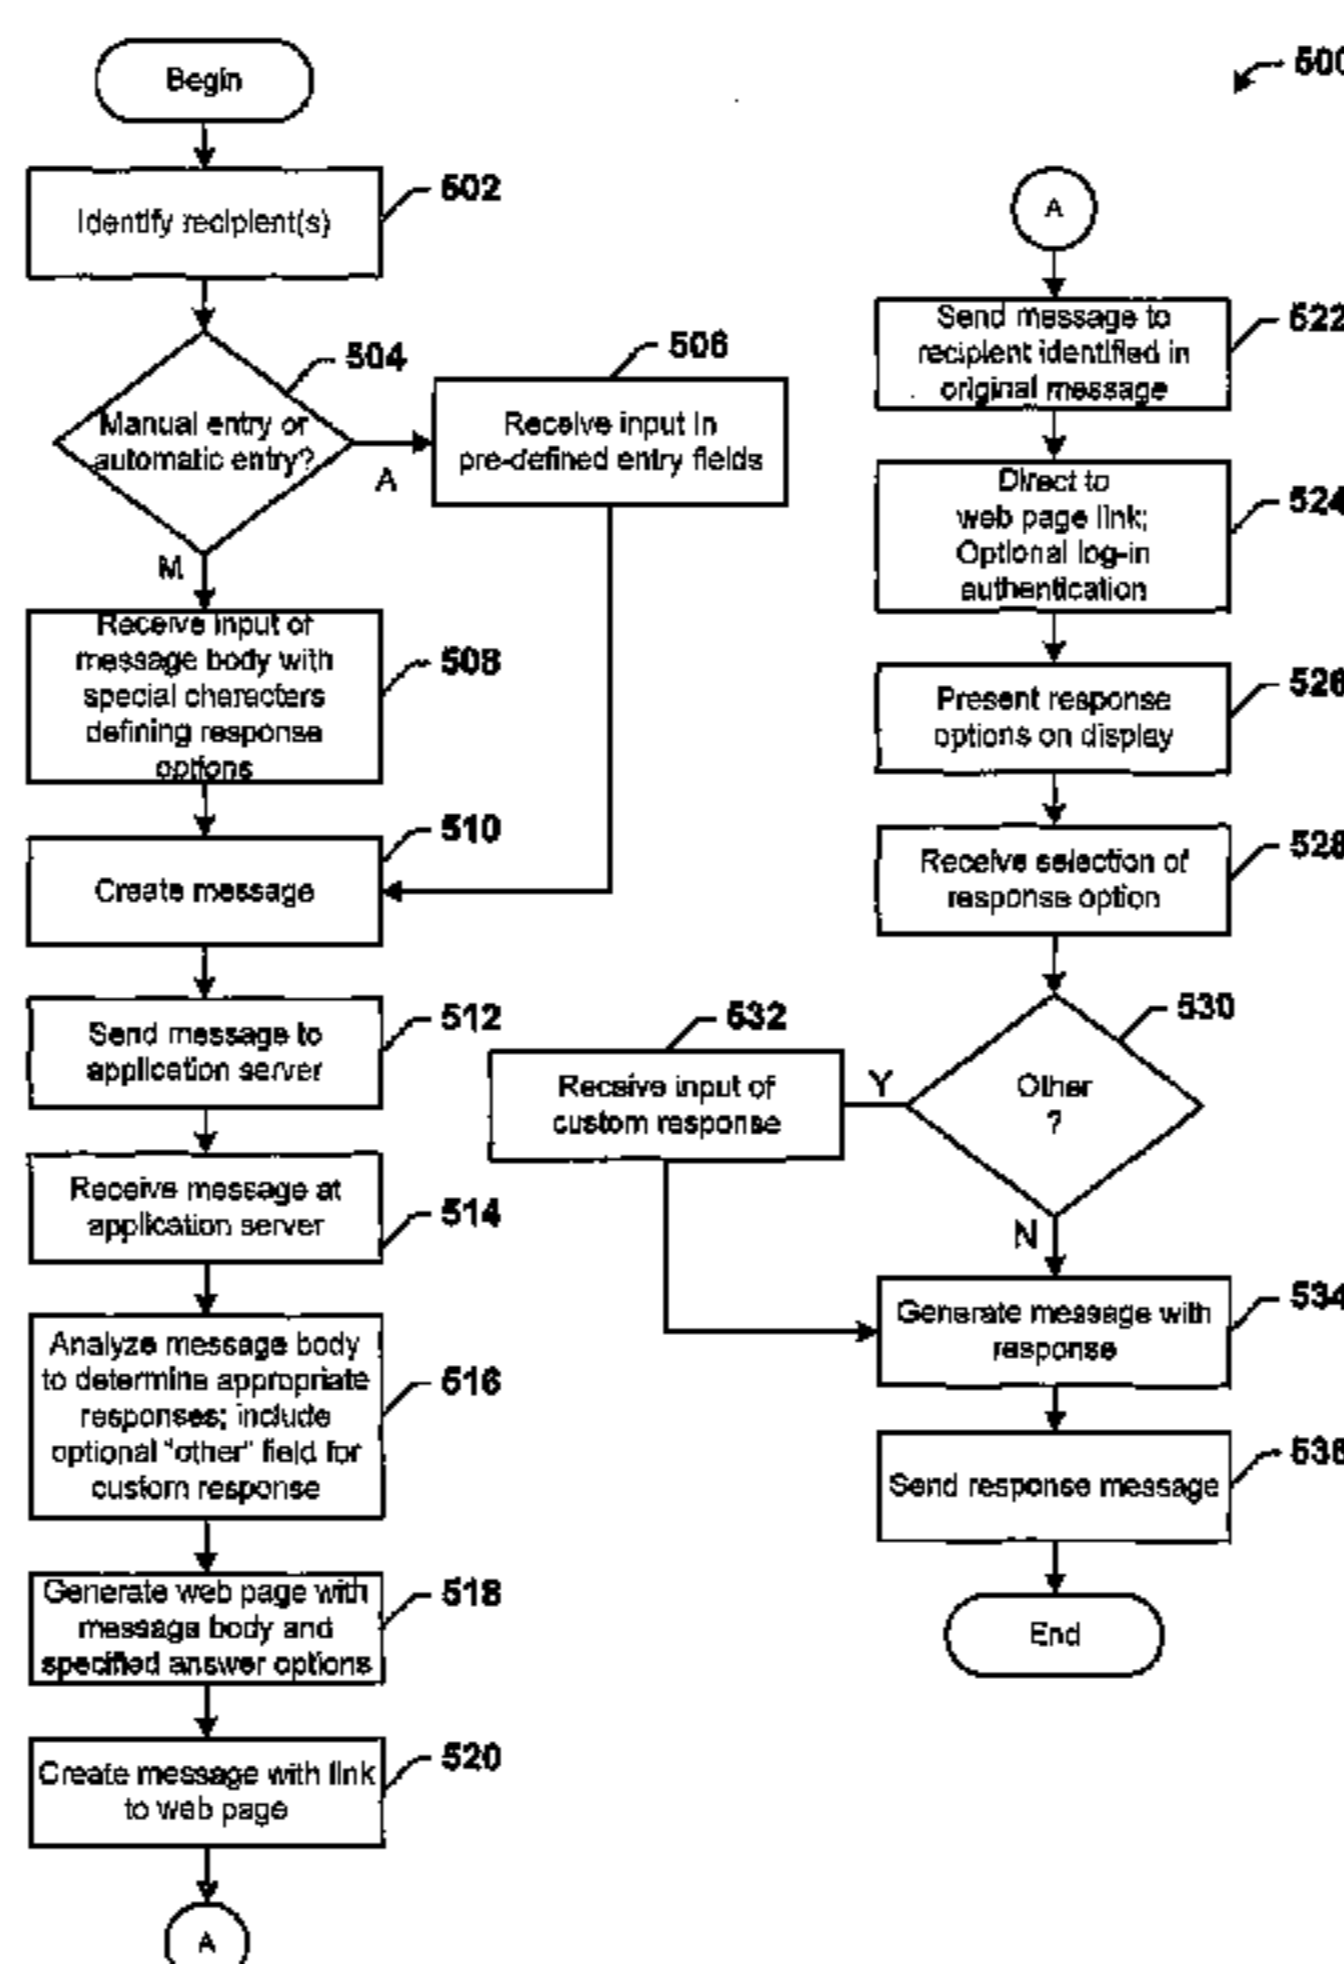 Begin
502
Identify recipient(s)
504
Manual entry or
automatic entry?
A
M
506
Receive input in
pre-defined entry fields
Receive input of
message body with
special characters
defining response
options
508
510
Create message
512
Send message to
application server
Receive message at
application server
514
Analyze message body
to determine appropriate
responses; include
optional "other" field for
custom response
516
Generate web page with
message body and
specified answer options
518
Create message with link
to web page
520
A
500
A
Send message to
recipient identified in
original message
522
Direct to
web page link;
Optional log-in
authentication
524
Present response
options on display
526
Receive selection of
response option
528
530
Other
?
Y
N
532
Receive input of
custom response
Generate message with
response
534
Send response message
536
End